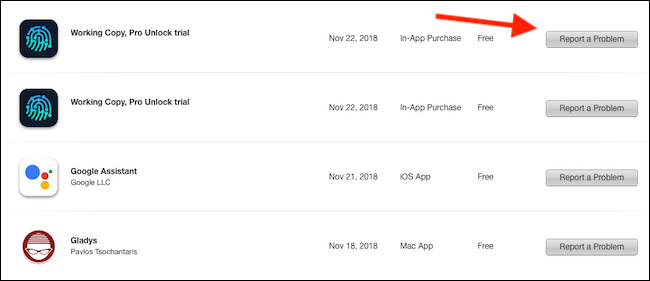 Working Copy, Pro Unlock trial Nov 22, 2018 In-App Purchase Free Report a Problem
Working Copy, Pro Unlock trial Nov 22, 2018 In-App Purchase Free Report a Problem
Google Assistant
Google LLC Nov 21, 2018 iOS App Free Report a Problem
Gladys
Pavlos Tsochantaris Nov 18, 2018 Mac App Free Report a Problem